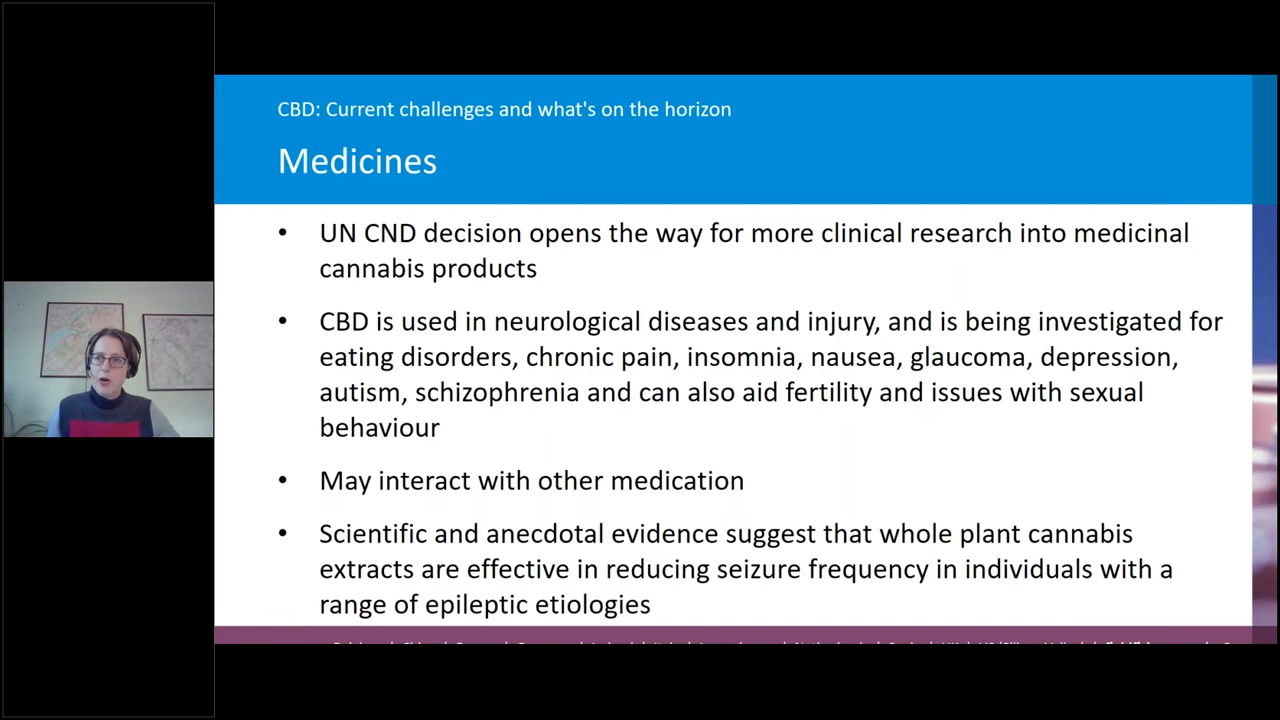 CBD: Current challenges and what's on the horizon
Medicines
• UN CND decision opens the way for more clinical research into medicinal
cannabis products
• CBD is used in neurological diseases and injury, and is being investigated for
eating disorders, chronic pain, insomnia, nausea, glaucoma, depression,
autism, schizophrenia and can also aid fertility and issues with sexual
behaviour
• May interact with other medication
• Scientific and anecdotal evidence suggest that whole plant cannabis
extracts are effective in reducing seizure frequency in individuals with a
range of epileptic etiologies